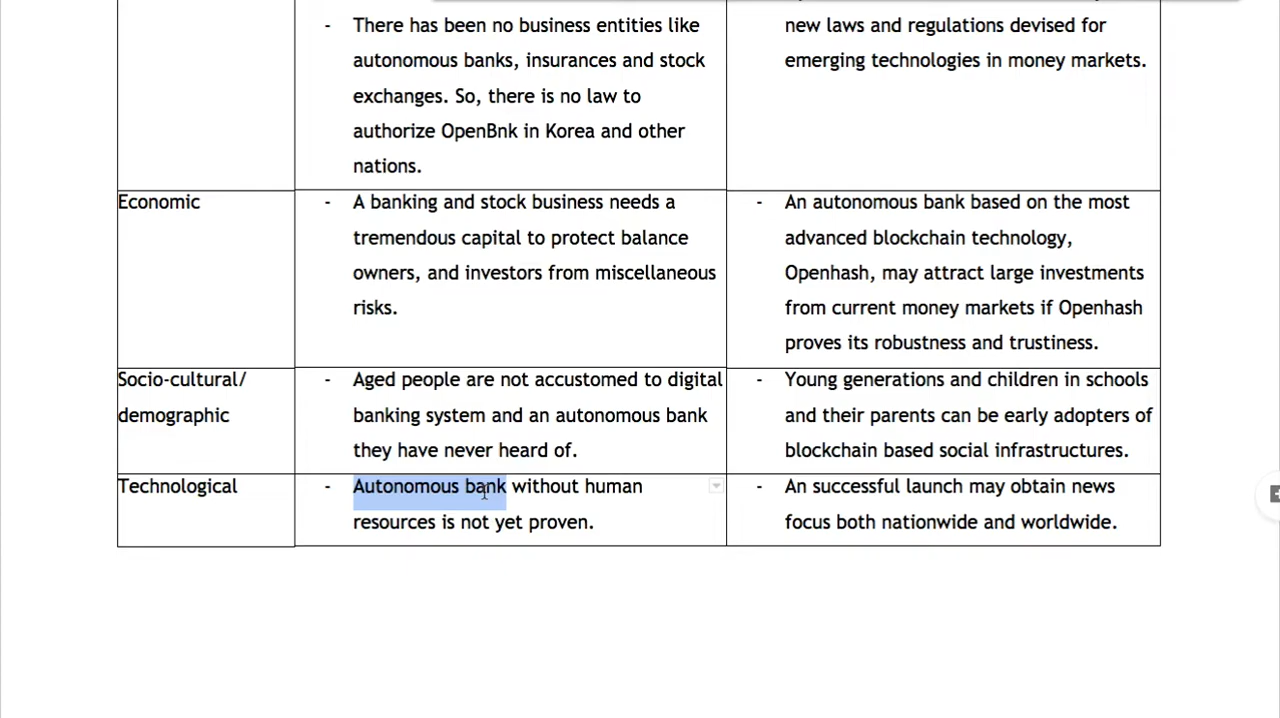 - There has been no business entities like
autonomous banks, insurances and stock
exchanges. So, there is no law to
authorize OpenBnk in Korea and other
nations.
new laws and regulations devised for
emerging technologies in money markets.
Economic
- A banking and stock business needs a
tremendous capital to protect balance
owners, and investors from miscellaneous
risks.
- An autonomous bank based on the most
advanced blockchain technology,
Openhash, may attract large investments
from current money markets if Openhash
proves its robustness and trustiness.
Socio-cultural/
demographic
- Aged people are not accustomed to digital
banking system and an autonomous bank
they have never heard of.
- Young generations and children in schools
and their parents can be early adopters of
blockchain based social infrastructures.
Technological
- Autonomous bank without human
resources is not yet proven.
- An successful launch may obtain news
focus both nationwide and worldwide.